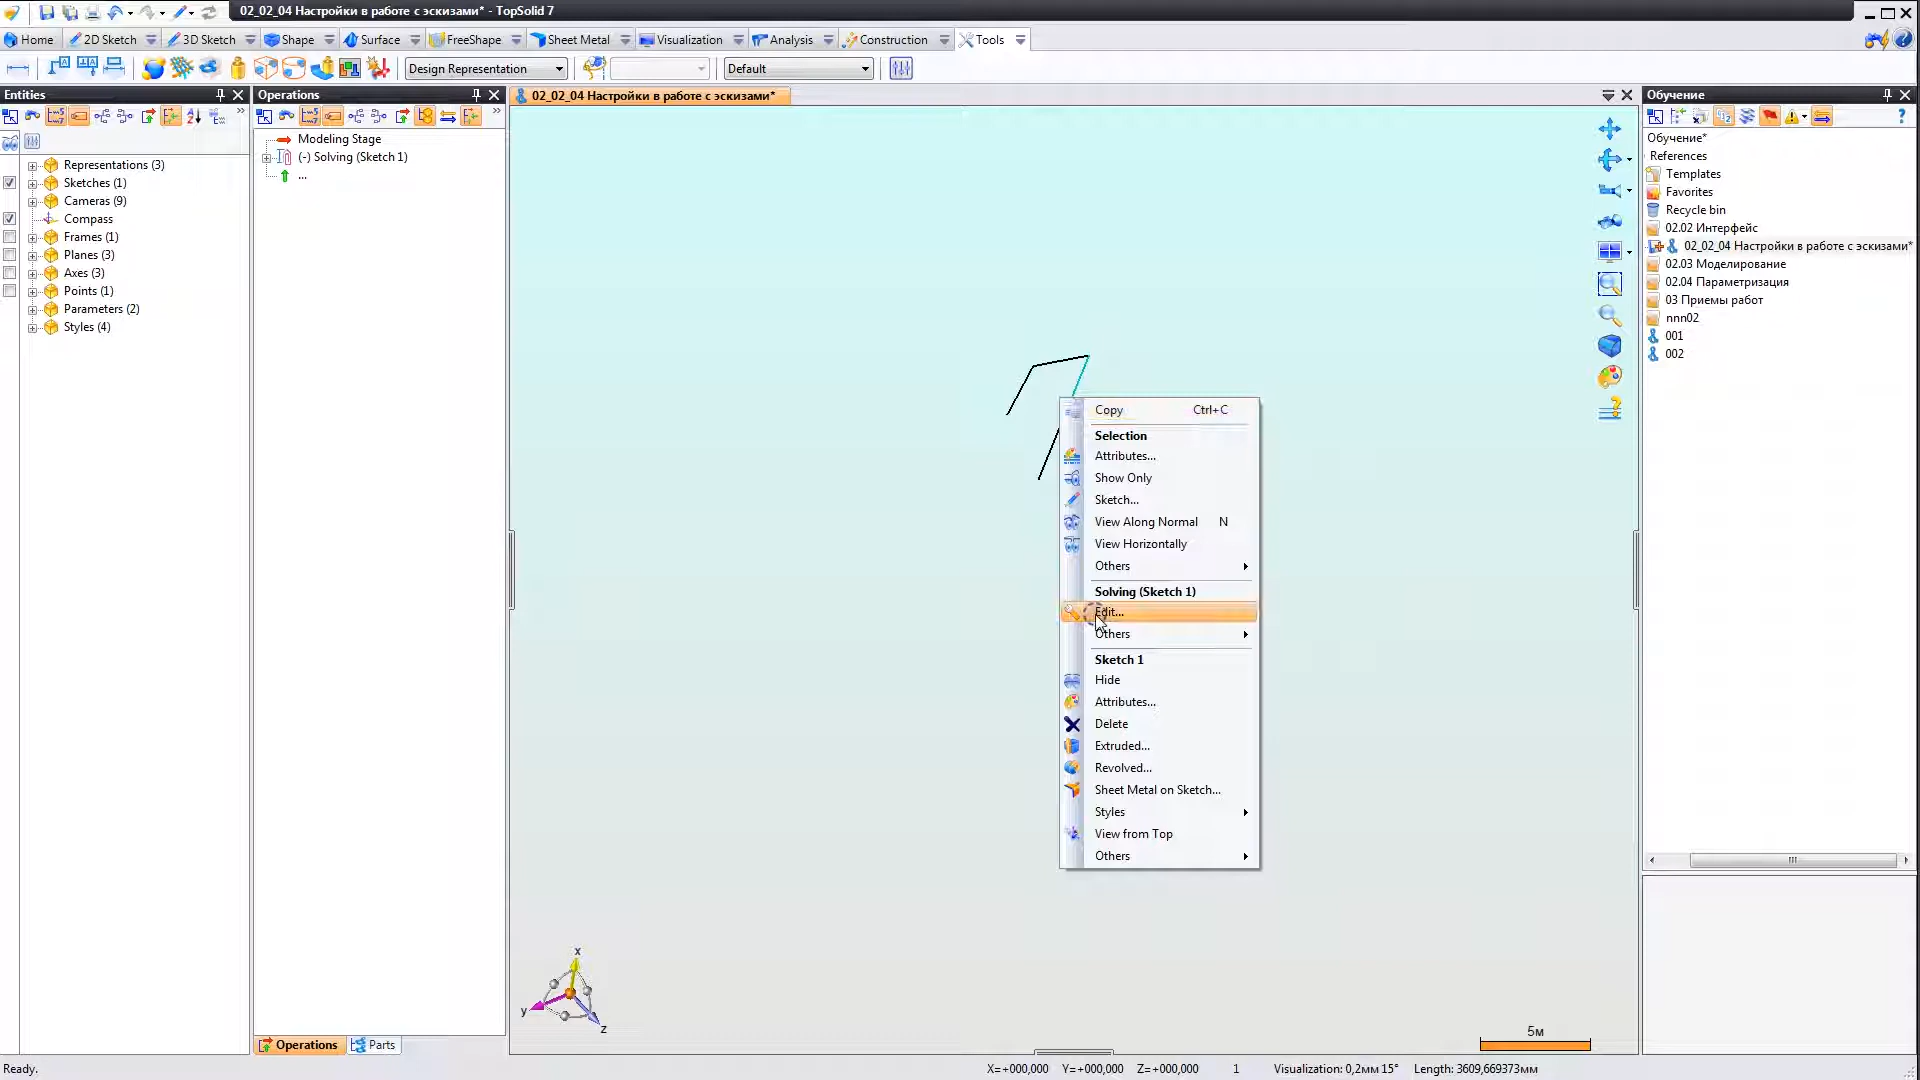 02_02_04 Настройки в работе с эскизами* - TopSolid 7
Home
2D Sketch
3D Sketch
Shape
Surface
FreeShape
Sheet Metal
Visualization
Analysis
Construction
Tools
Design Representation
Default
Entities
Representations (3)
Sketches (1)
Cameras (9)
Compass
Frames (1)
Planes (3)
Axes (3)
Points (1)
Parameters (2)
Styles (4)
Operations
Modeling Stage
(-) Solving (Sketch 1)
...
Operations
Parts
02_02_04 Настройки в работе с эскизами*
Copy Ctrl+C
Selection
Attributes...
Show Only
Sketch...
View Along Normal N
View Horizontally
Others
Solving (Sketch 1)
Edit...
Others
Sketch 1
Hide
Attributes...
Delete
Extruded...
Revolved...
Sheet Metal on Sketch...
Styles
View from Top
Others
x
y
z
5м
Обучение
Обучение*
References
Templates
Favorites
Recycle bin
02.02 Интерфейс
02_02_04 Настройки в работе с эскизами*
02.03 Моделирование
02.04 Параметризация
03 Приемы работ
nnn02
001
002
Ready.
X=+000,000 Y=+000,000 Z=+000,000 1 Visualization: 0,2мм 15° Length: 3609,669373мм